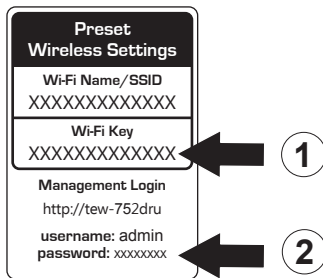 Preset
Wireless Settings
Wi-Fi Name/SSID
XXXXXXXXXXXXX
Wi-Fi Key
XXXXXXXXXXXXX
1
Management Login
http://tew-752dru
username: admin
password: xxxxxxxx
2